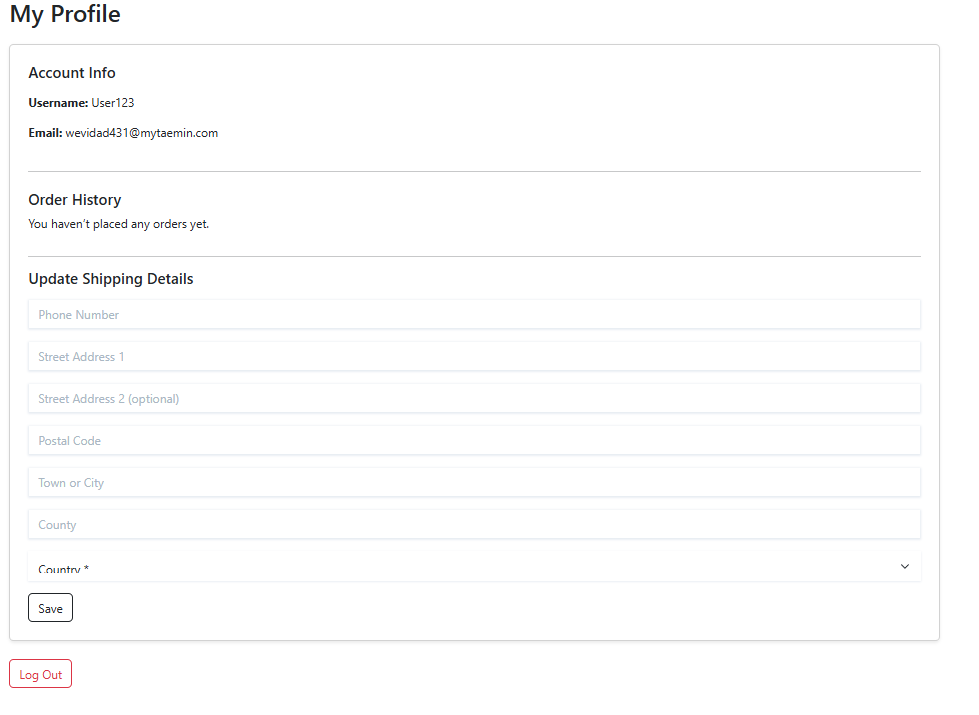 My Profile
Account Info
Username: User123
Email: wevidad431@mytaemin.com
Order History
You haven't placed any orders yet.
Update Shipping Details
Phone Number
Street Address 1
Street Address 2 (optional)
Postal Code
Town or City
County
Country *
Save
Log Out